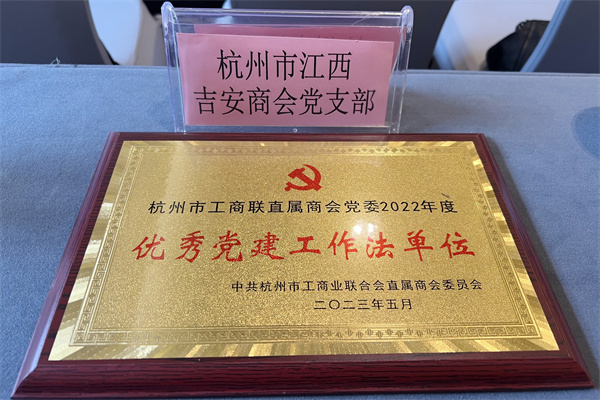 杭州市江西
吉安商会党支部
杭州市工商联直属商会党委2022年度
优秀党建工作法单位
中共杭州市工商业联合会直属商会委员会
二〇二三年五月